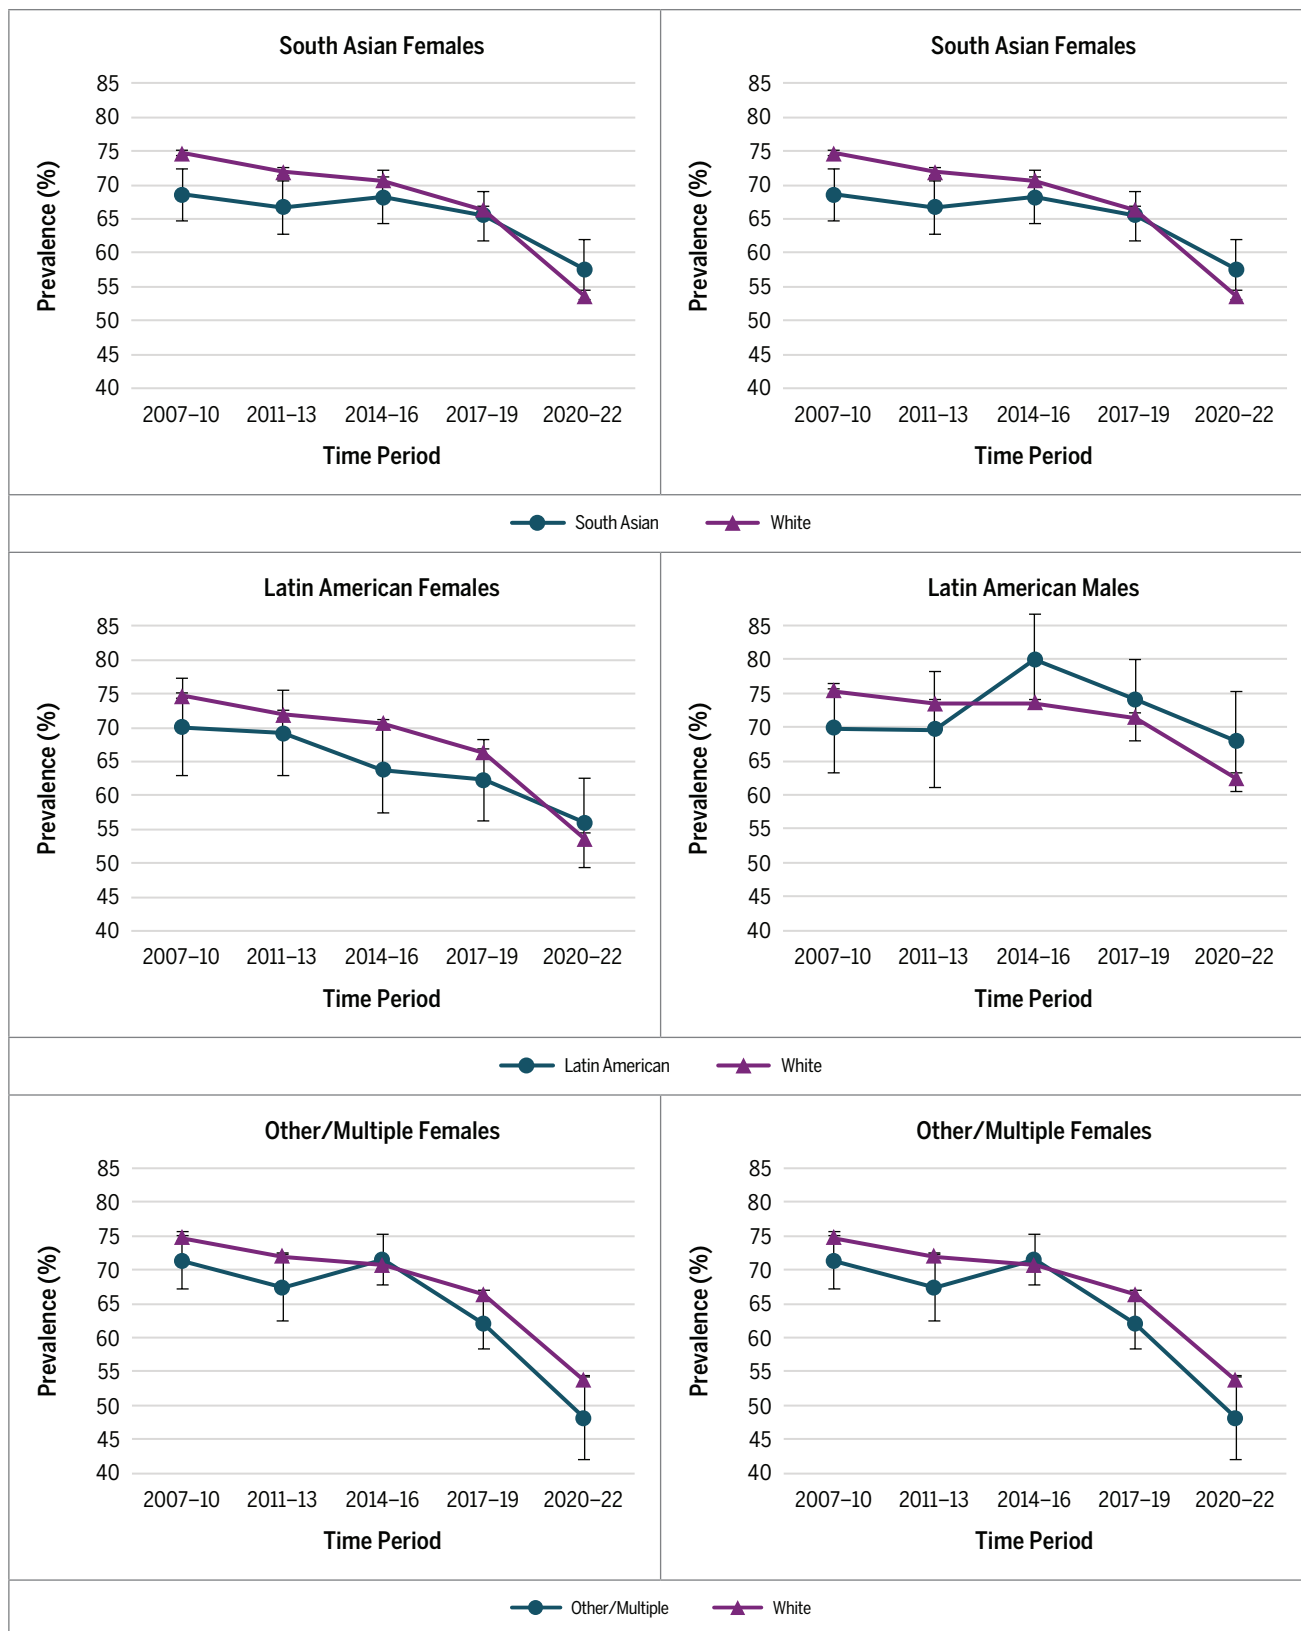 South Asian Females
Prevalence (%)
85
80
75
70
65
60
55
50
45
40
2007–10 2011–13 2014–16 2017–19 2020–22
Time Period
South Asian Females
Prevalence (%)
85
80
75
70
65
60
55
50
45
40
2007–10 2011–13 2014–16 2017–19 2020–22
Time Period
South Asian White
Latin American Females
Prevalence (%)
85
80
75
70
65
60
55
50
45
40
2007–10 2011–13 2014–16 2017–19 2020–22
Time Period
Latin American Males
Prevalence (%)
85
80
75
70
65
60
55
50
45
40
2007–10 2011–13 2014–16 2017–19 2020–22
Time Period
Latin American White
Other/Multiple Females
Prevalence (%)
85
80
75
70
65
60
55
50
45
40
2007–10 2011–13 2014–16 2017–19 2020–22
Time Period
Other/Multiple Females
Prevalence (%)
85
80
75
70
65
60
55
50
45
40
2007–10 2011–13 2014–16 2017–19 2020–22
Time Period
Other/Multiple White